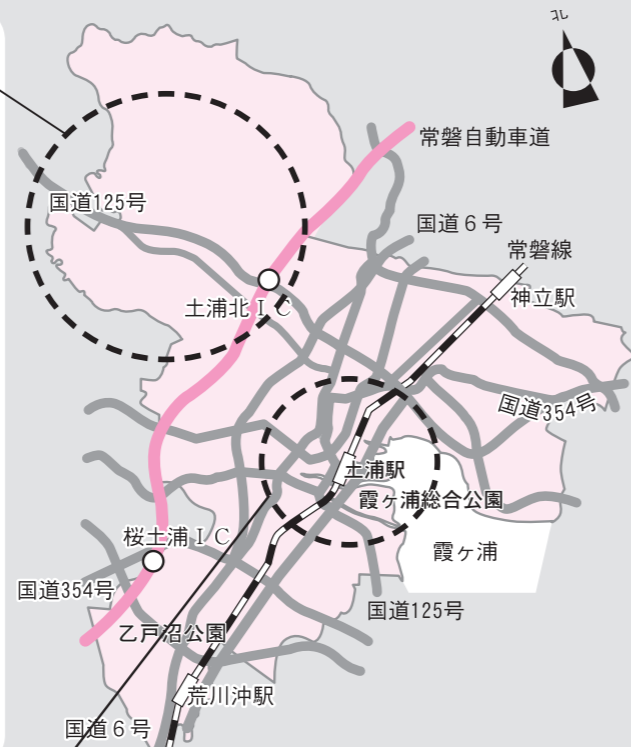 北
常磐自動車道
国道125号
国道６号
常磐線
神立駅
土浦北ＩＣ
国道354号
土浦駅
霞ヶ浦総合公園
霞ヶ浦
桜土浦ＩＣ
国道354号
国道125号
乙戸沼公園
荒川沖駅
国道６号